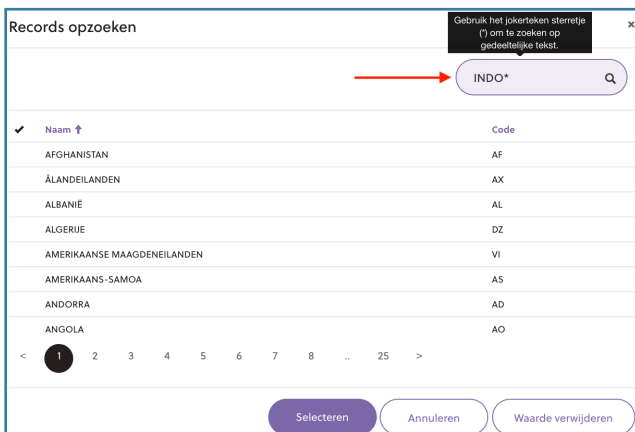 Records opzoeken
Gebruik het jokerteken sterretje
(*) om te zoeken op
gedeeltelijke tekst.
INDO*
Naam Code
AFGHANISTAN AF
ÅLANDEILANDEN AX
ALBANIË AL
ALGERIJE DZ
AMERIKAANSE MAAGDENEILANDEN VI
AMERIKAANS-SAMOA AS
ANDORRA AD
ANGOLA AO
< 1 2 3 4 5 6 7 8 .. 25 >
Selecteren Annuleren Waarde verwijderen